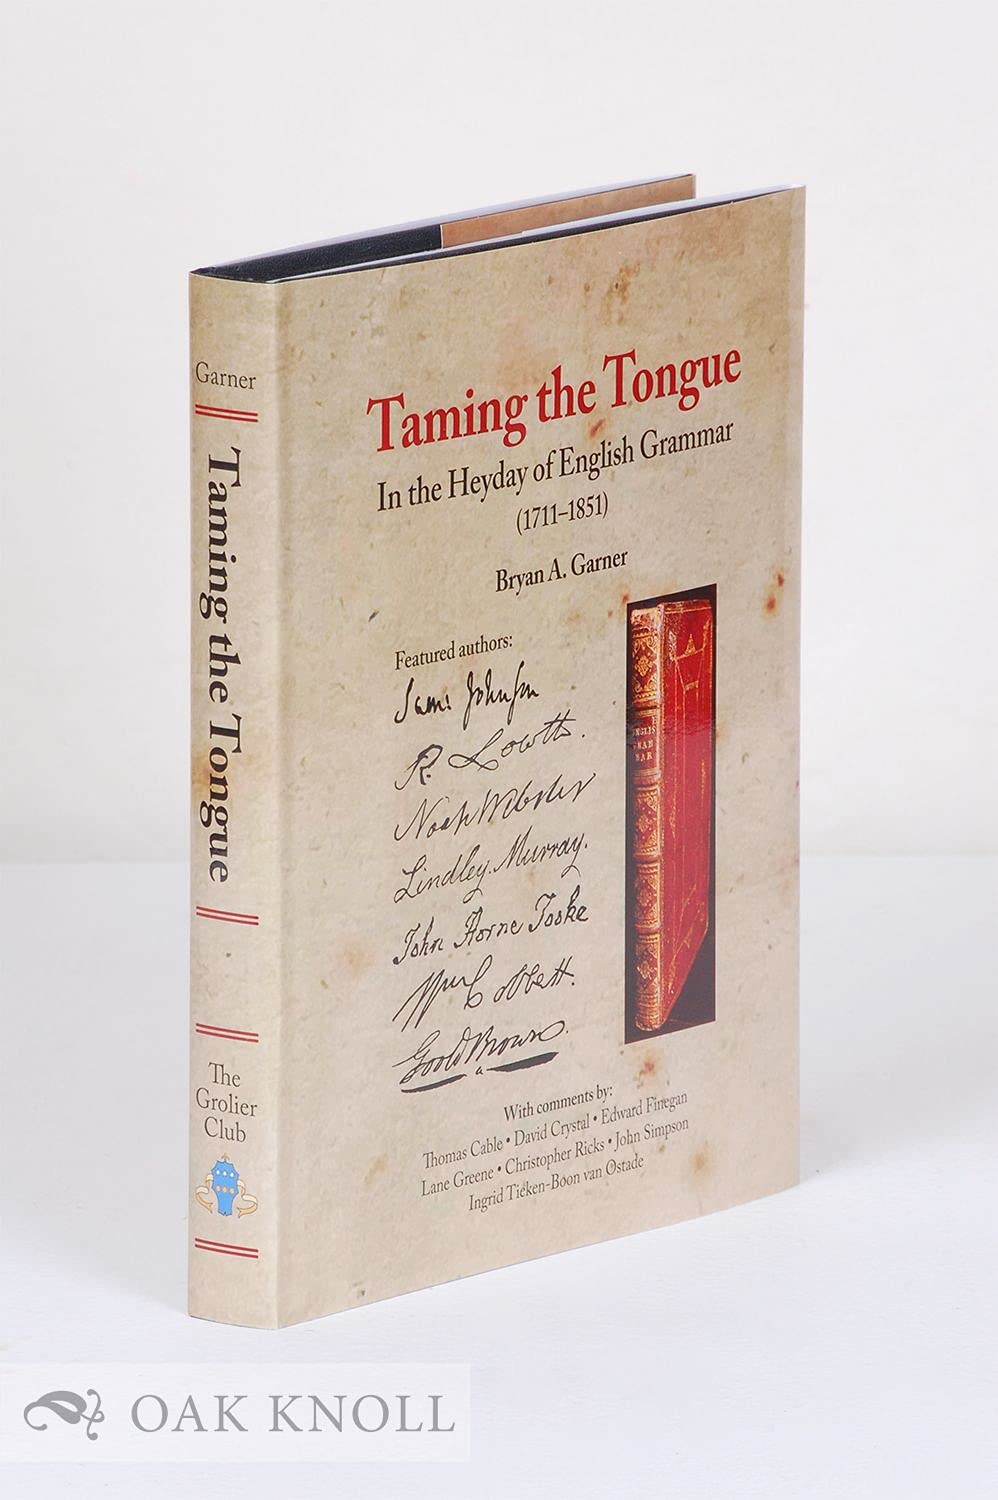 Garner
Taming the Tongue
The
Grolier
Club
Taming the Tongue
In the Heyday of English Grammar
(1711–1851)
Bryan A. Garner
Featured authors:
Sam: Johnson
R. Lowth.
Noah Webster
Lindley Murray.
John Horne Tooke
Wm Cobbett.
Goold Brown.
ENGLIS
GRAM
MAR
With comments by:
Thomas Cable • David Crystal • Edward Finegan
Lane Greene • Christopher Ricks • John Simpson
Ingrid Tieken-Boon van Ostade
OAK KNOLL